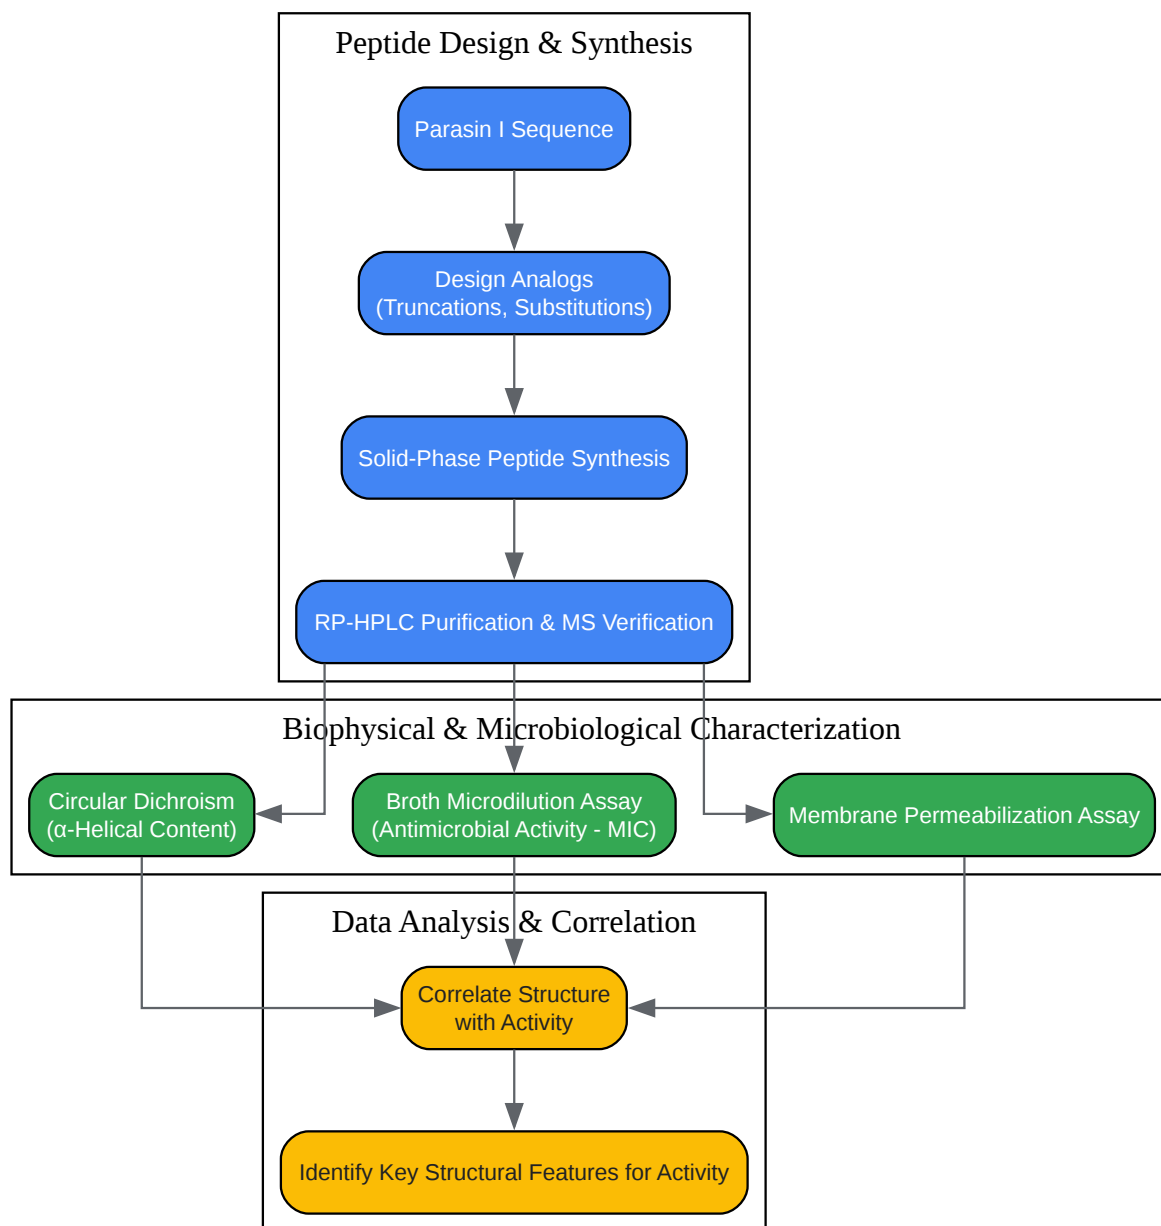 Peptide Design & Synthesis
Parasin I Sequence
Design Analogs
(Truncations, Substitutions)
Solid-Phase Peptide Synthesis
RP-HPLC Purification & MS Verification
Biophysical & Microbiological Characterization
Circular Dichroism
(α-Helical Content)
Broth Microdilution Assay
(Antimicrobial Activity - MIC)
Membrane Permeabilization Assay
Data Analysis & Correlation
Correlate Structure
with Activity
Identify Key Structural Features for Activity